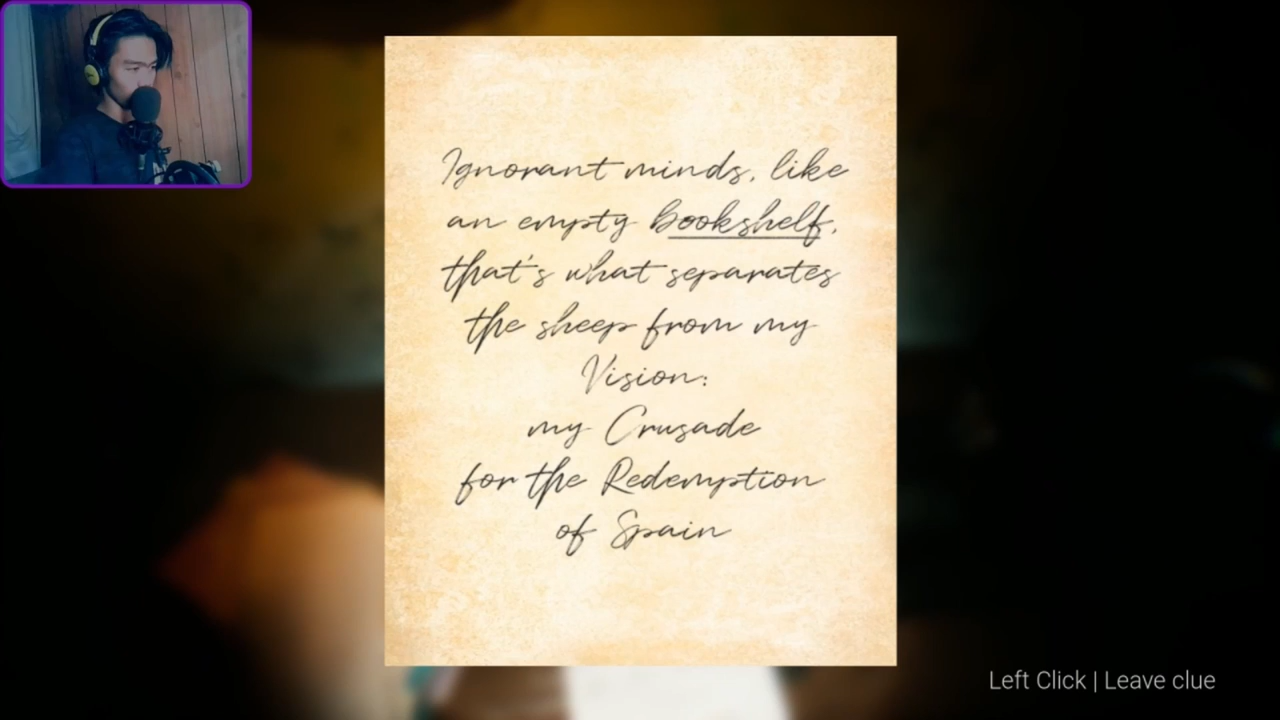 Ignorant minds, like
an empty bookshelf,
that's what separates
the sheep from my
Vision:
my Crusade
for the Redemption
of Spain
Left Click | Leave clue